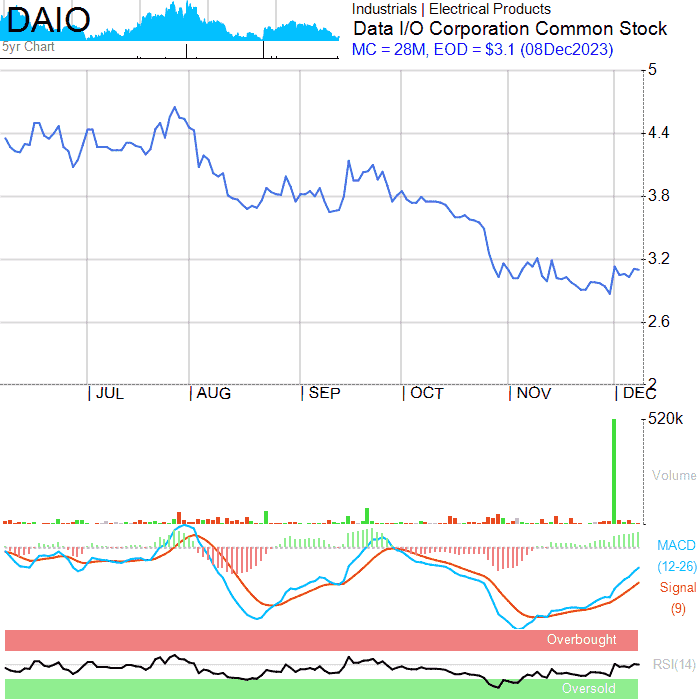 DAIO
5yr Chart
Industrials | Electrical Products
Data I/O Corporation Common Stock
MC = 28M, EOD = $3.1 (08Dec2023)
5
4.4
3.8
3.2
2.6
2
| JUL | AUG | SEP | OCT | NOV | DEC
520k
Volume
MACD
(12-26)
Signal
(9)
Overbought
RSI(14)
Oversold